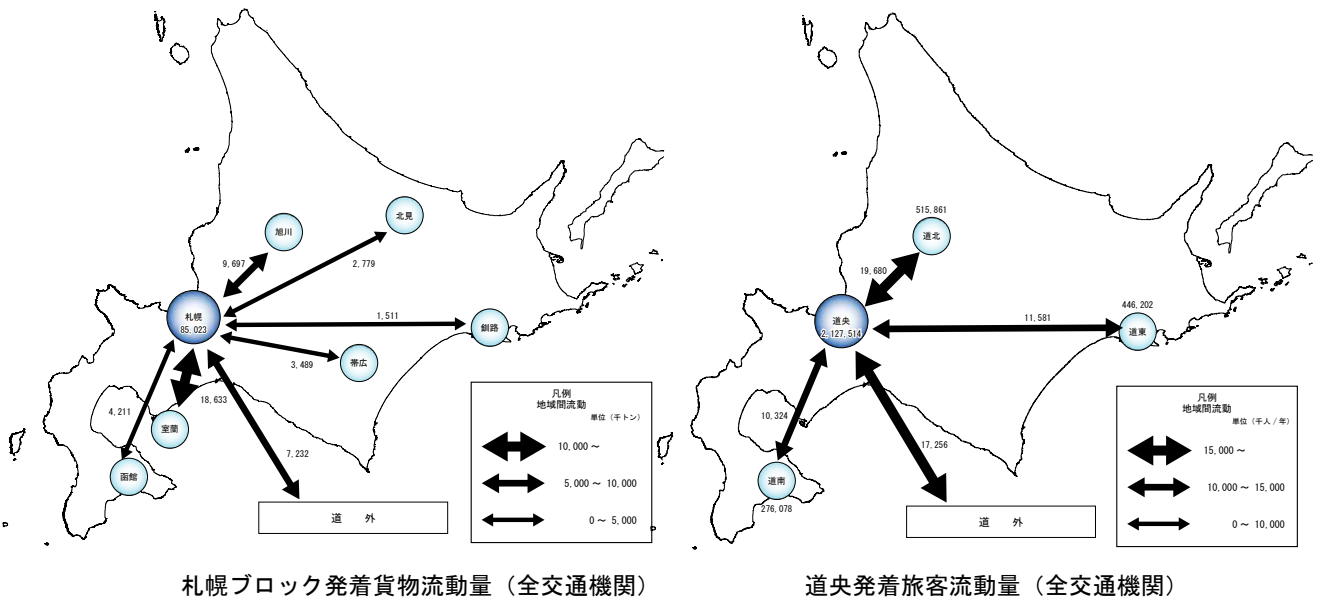 北見
旭川
9,697
2,779
札幌
85,023
1,511
釧路
3,489
帯広
18,633
4,211
室蘭
7,232
函館
道　外
凡例
地域間流動
単位（千トン）
10,000～
5,000～10,000
0～5,000
札幌ブロック発着貨物流動量（全交通機関）
515,861
道北
19,680
446,202
道央
2,127,514
11,581
道東
10,324
17,256
道南
276,078
道　外
凡例
地域間流動
単位（千人／年）
15,000～
10,000～15,000
0～10,000
道央発着旅客流動量（全交通機関）